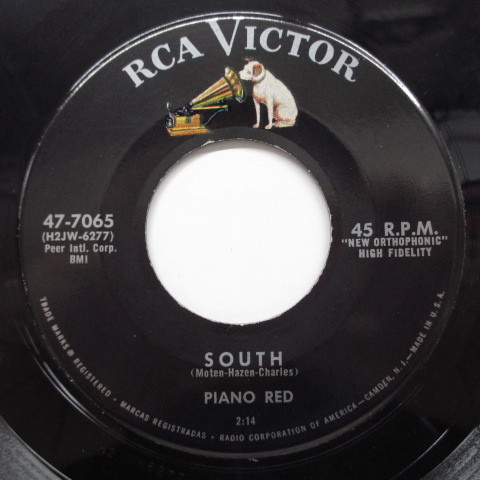 RCA VICTOR
47-7065
(H2JW-6277)
Peer Intl. Corp.
BMI
45 R.P.M.
"NEW ORTHOPHONIC"
HIGH FIDELITY
SOUTH
(Moten-Hazen-Charles)
PIANO RED
2:14
TRADE MARKS ® REGISTERED • MARCAS REGISTRADAS • RADIO CORPORATION OF AMERICA—CAMDEN, N. J.—MADE IN U.S.A.